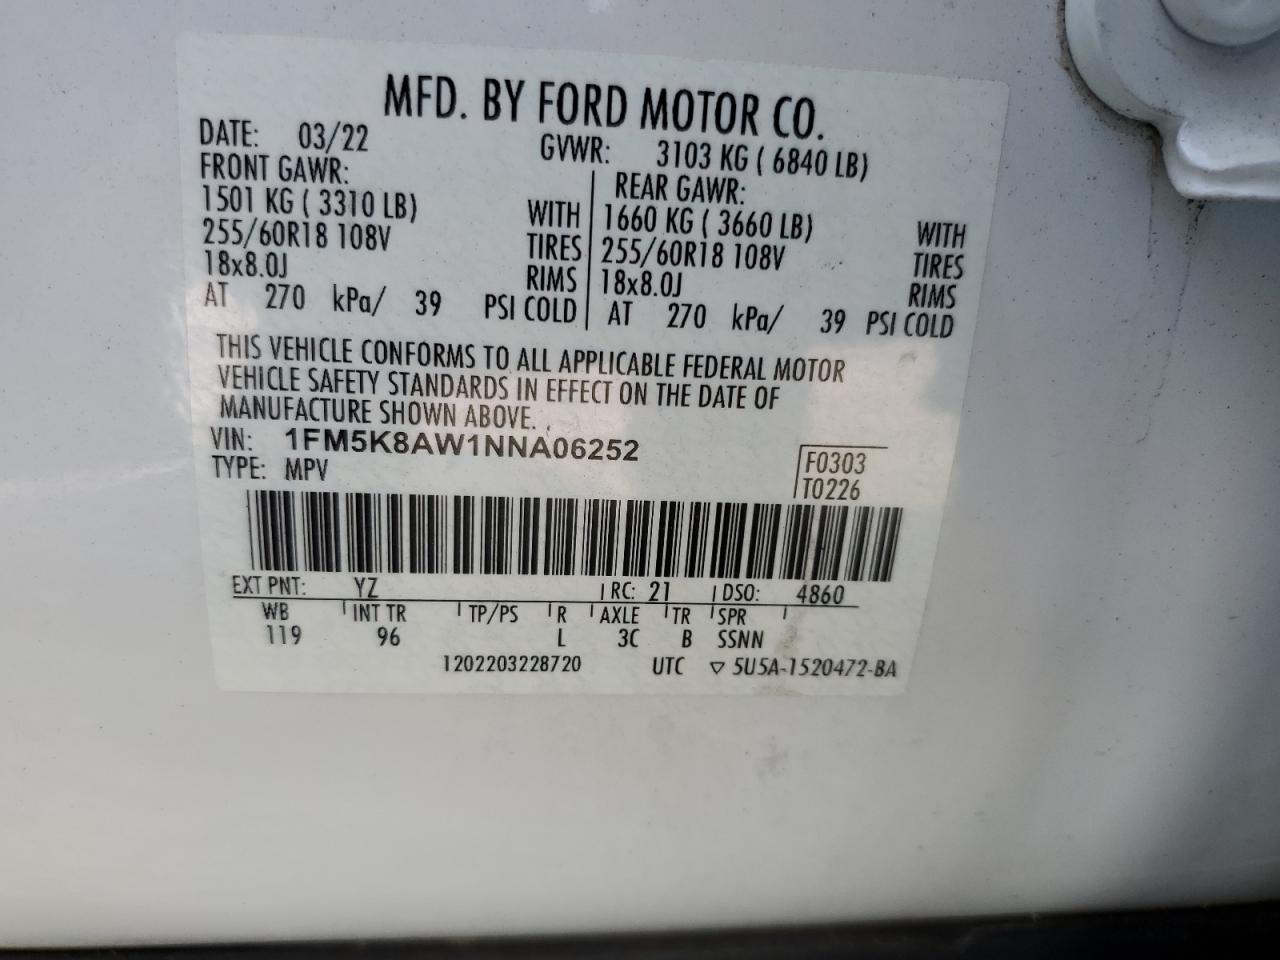 MFD. BY FORD MOTOR CO.
DATE: 03/22 GVWR: 3103 KG ( 6840 LB)
FRONT GAWR: REAR GAWR:
1501 KG ( 3310 LB) WITH 1660 KG ( 3660 LB) WITH
255/60R18 108V TIRES 255/60R18 108V TIRES
18x8.0J RIMS 18x8.0J RIMS
AT 270 kPa/ 39 PSI COLD AT 270 kPa/ 39 PSI COLD
THIS VEHICLE CONFORMS TO ALL APPLICABLE FEDERAL MOTOR
VEHICLE SAFETY STANDARDS IN EFFECT ON THE DATE OF
MANUFACTURE SHOWN ABOVE.
VIN: 1FM5K8AW1NNA06252
TYPE: MPV
F0303
T0226
EXT PNT: YZ RC: 21 DSO: 4860
WB INT TR TP/PS R AXLE TR SPR
119 96 L 3C B SSNN
1202203228720 UTC ▽ 5U5A-1520472-BA